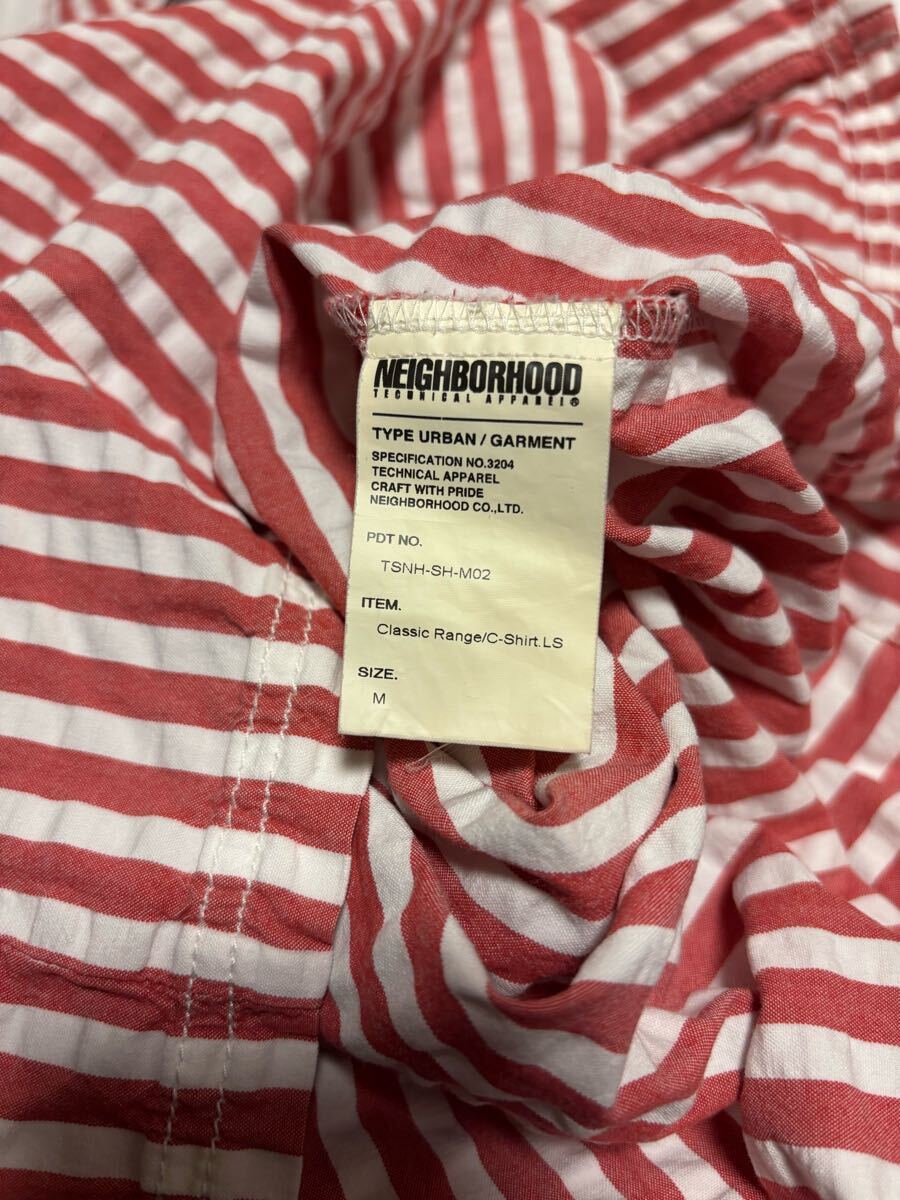 NEIGHBORHOOD
TECHNICAL APPAREL®
TYPE URBAN / GARMENT
SPECIFICATION NO.3204
TECHNICAL APPAREL
CRAFT WITH PRIDE
NEIGHBORHOOD CO.,LTD.
PDT NO.
TSNH-SH-M02
ITEM.
Classic Range/C-Shirt.LS
SIZE.
M